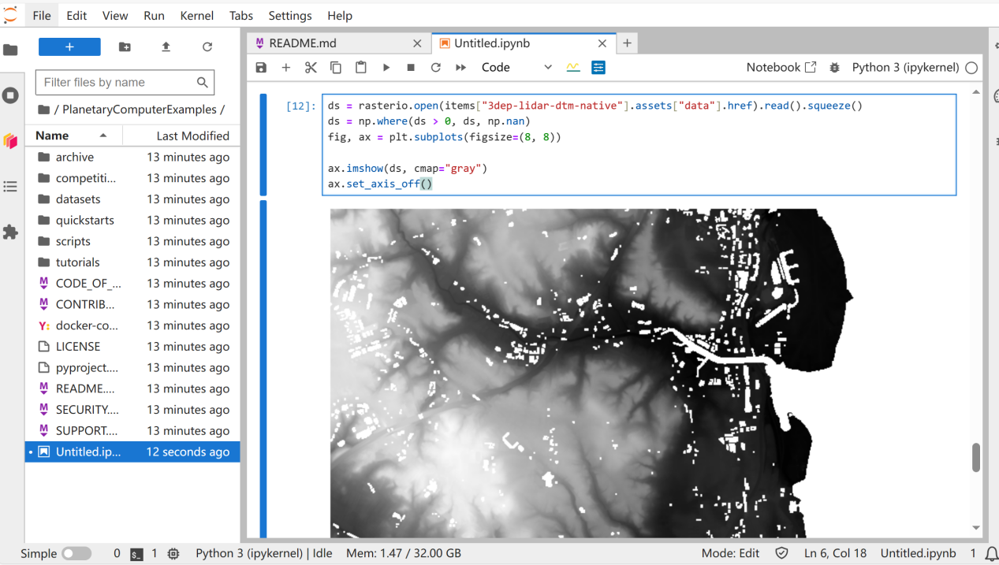 File Edit View Run Kernel Tabs Settings Help
README.md
Untitled.ipynb
Code
Notebook
Python 3 (ipykernel)
Filter files by name
/ PlanetaryComputerExamples /
Name Last Modified
archive 13 minutes ago
competiti... 13 minutes ago
datasets 13 minutes ago
quickstarts 13 minutes ago
scripts 13 minutes ago
tutorials 13 minutes ago
CODE_OF_... 13 minutes ago
CONTRIB... 13 minutes ago
docker-co... 13 minutes ago
LICENSE 13 minutes ago
pyproject.... 13 minutes ago
README.... 13 minutes ago
SECURITY.... 13 minutes ago
SUPPORT.... 13 minutes ago
Untitled.ip... 12 seconds ago
[12]: ds = rasterio.open(items["3dep-lidar-dtm-native"].assets["data"].href).read().squeeze()
ds = np.where(ds > 0, ds, np.nan)
fig, ax = plt.subplots(figsize=(8, 8))
ax.imshow(ds, cmap="gray")
ax.set_axis_off()
Simple 0 1 Python 3 (ipykernel) | Idle Mem: 1.47 / 32.00 GB Mode: Edit Ln 6, Col 18 Untitled.ipynb 1